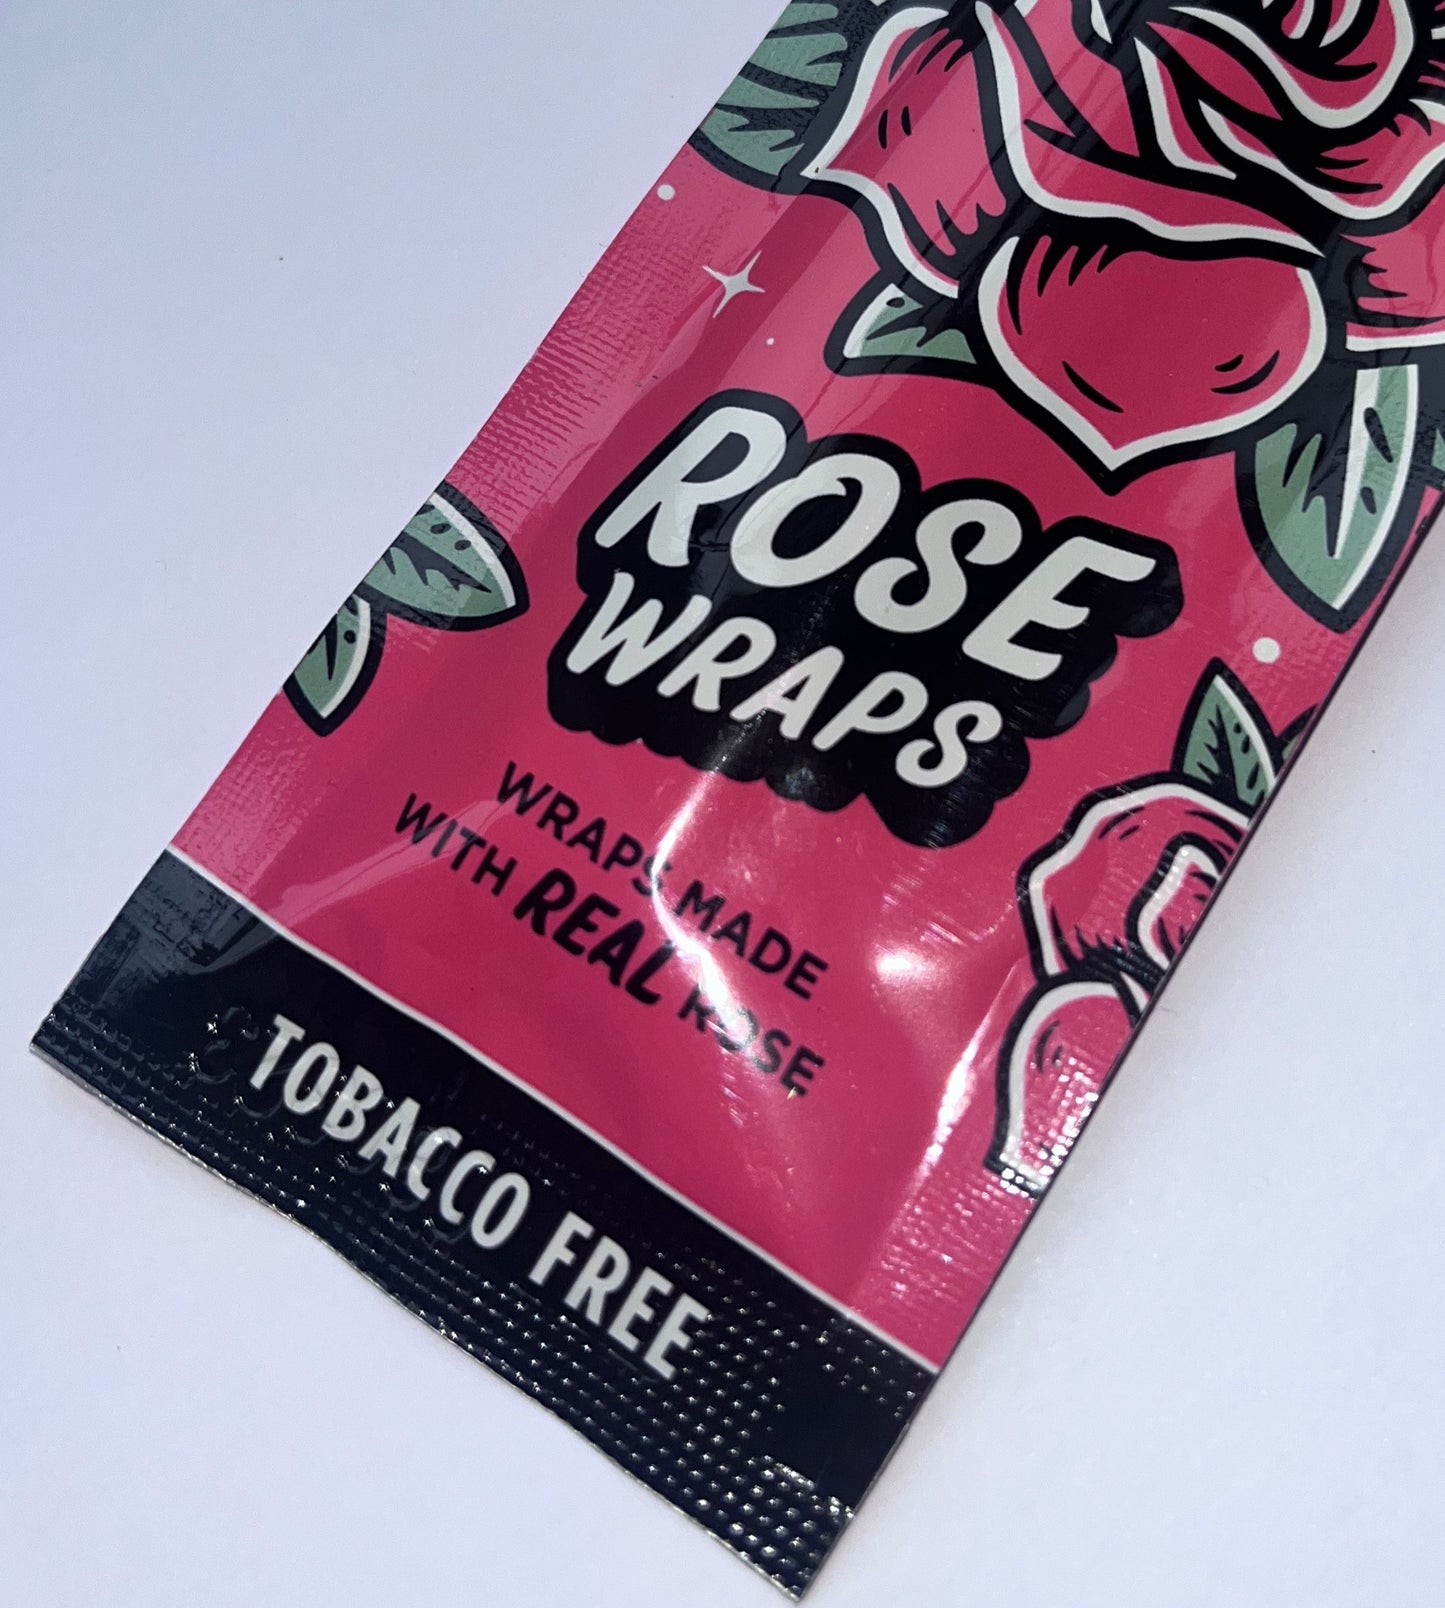 ROSE
WRAPS
WRAPS MADE
WITH REAL ROSE
TOBACCO FREE